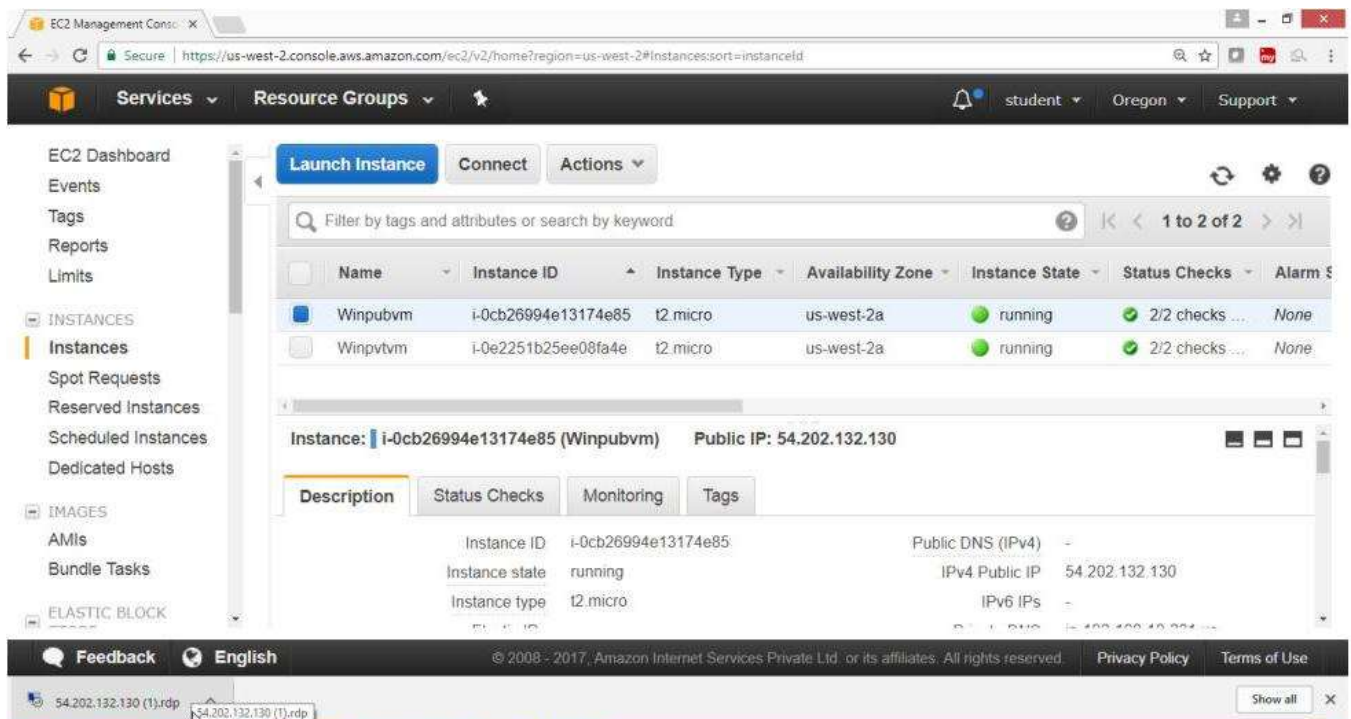 EC2 Management Consc
Secure | https://us-west-2.console.aws.amazon.com/ec2/v2/home?region=us-west-2#Instances:sort=instanceId
my
Services Resource Groups student Oregon Support
EC2 Dashboard
Events
Tags
Reports
Limits
INSTANCES
Instances
Spot Requests
Reserved Instances
Scheduled Instances
Dedicated Hosts
IMAGES
AMIs
Bundle Tasks
ELASTIC BLOCK
Launch Instance Connect Actions
Filter by tags and attributes or search by keyword 1 to 2 of 2
Name Instance ID Instance Type Availability Zone Instance State Status Checks Alarm S
Winpubvm i-0cb26994e13174e85 t2.micro us-west-2a running 2/2 checks ... None
Winpvtvm i-0e2251b25ee08fa4e t2.micro us-west-2a running 2/2 checks ... None
Instance: i-0cb26994e13174e85 (Winpubvm) Public IP: 54.202.132.130
Description Status Checks Monitoring Tags
Instance ID i-0cb26994e13174e85 Public DNS (IPv4) -
Instance state running IPv4 Public IP 54.202.132.130
Instance type t2.micro IPv6 IPs -
Feedback English © 2008 - 2017, Amazon Internet Services Private Ltd. or its affiliates. All rights reserved. Privacy Policy Terms of Use
54.202.132.130 (1).rdp Show all
54.202.132.130 (1).rdp